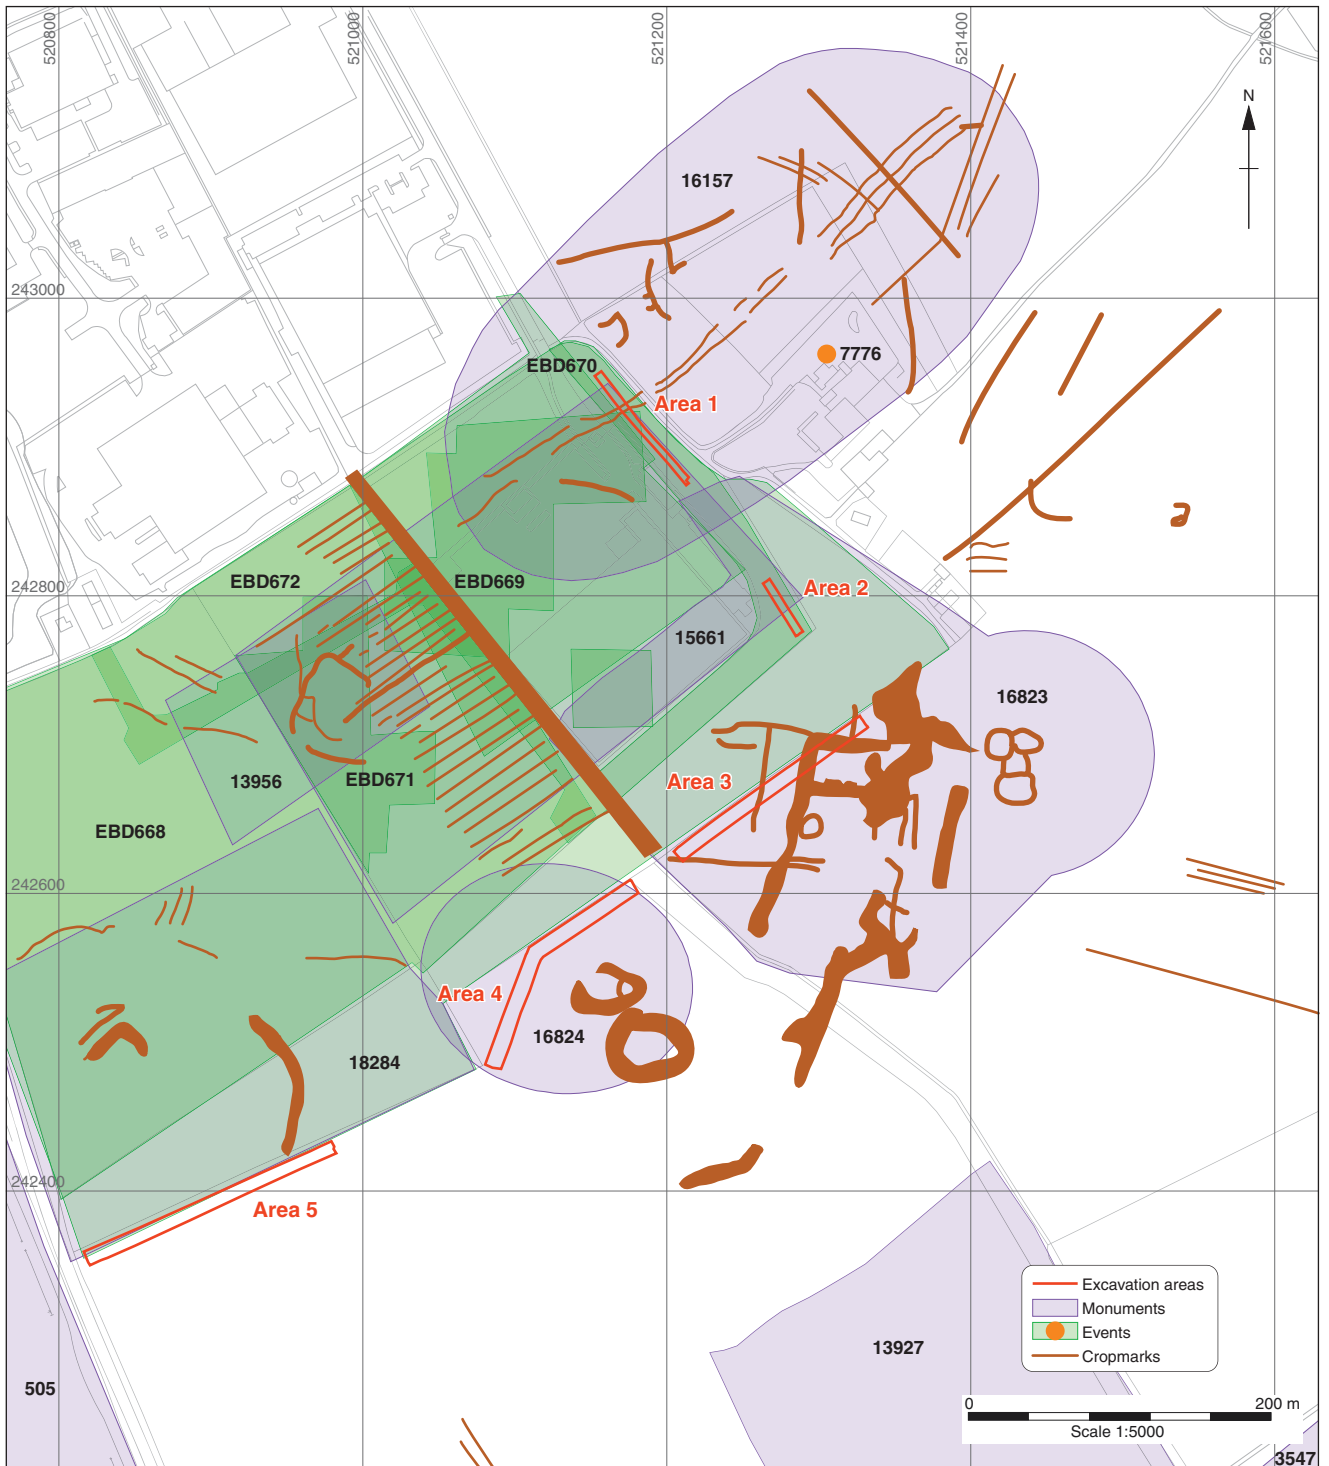 520800
521000
521200
521400
521600
N
16157
243000
7776
EBD670
Area 1
EBD672
EBD669
242800
Area 2
15661
16823
13956
EBD671
Area 3
EBD668
242600
Area 4
16824
18284
242400
Area 5
Excavation areas
Monuments
Events
Cropmarks
13927
505
0
200 m
Scale 1:5000
3547